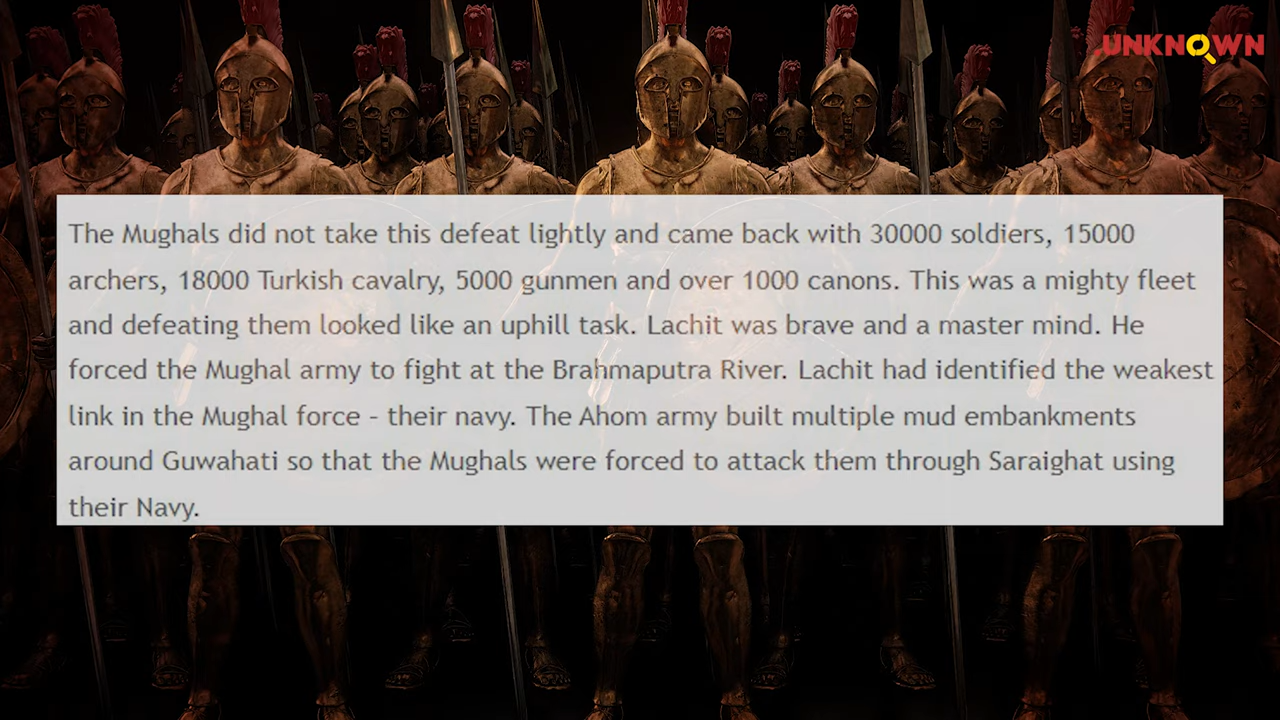 UNKNOWN
The Mughals did not take this defeat lightly and came back with 30000 soldiers, 15000
archers, 18000 Turkish cavalry, 5000 gunmen and over 1000 canons. This was a mighty fleet
and defeating them looked like an uphill task. Lachit was brave and a master mind. He
forced the Mughal army to fight at the Brahmaputra River. Lachit had identified the weakest
link in the Mughal force - their navy. The Ahom army built multiple mud embankments
around Guwahati so that the Mughals were forced to attack them through Saraighat using
their Navy.